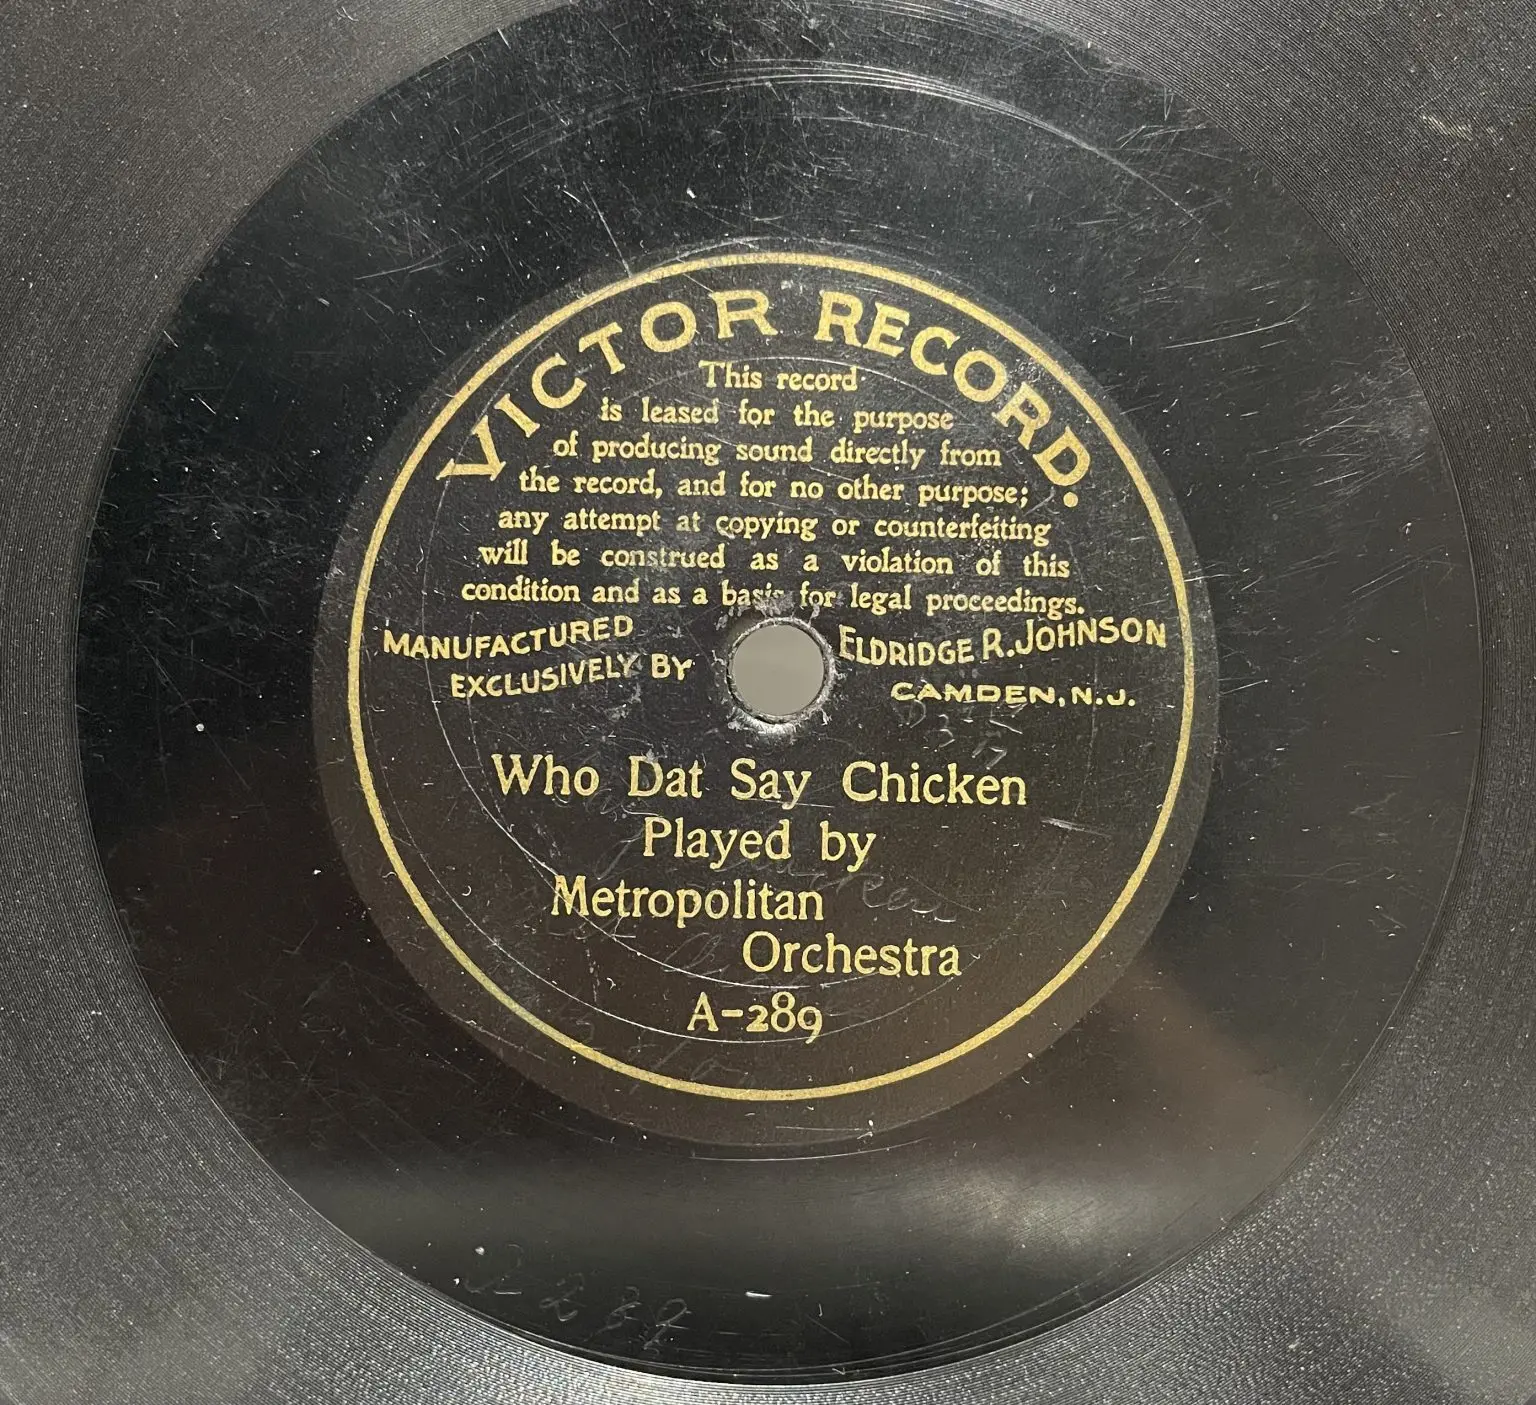 VICTOR RECORD.
This record
is leased for the purpose
of producing sound directly from
the record, and for no other purpose;
any attempt at copying or counterfeiting
will be construed as a violation of this
condition and as a basis for legal proceedings.
MANUFACTURED
EXCLUSIVELY BY
ELDRIDGE R. JOHNSON
CAMDEN, N.J.
Who Dat Say Chicken
Played by
Metropolitan
Orchestra
A-289